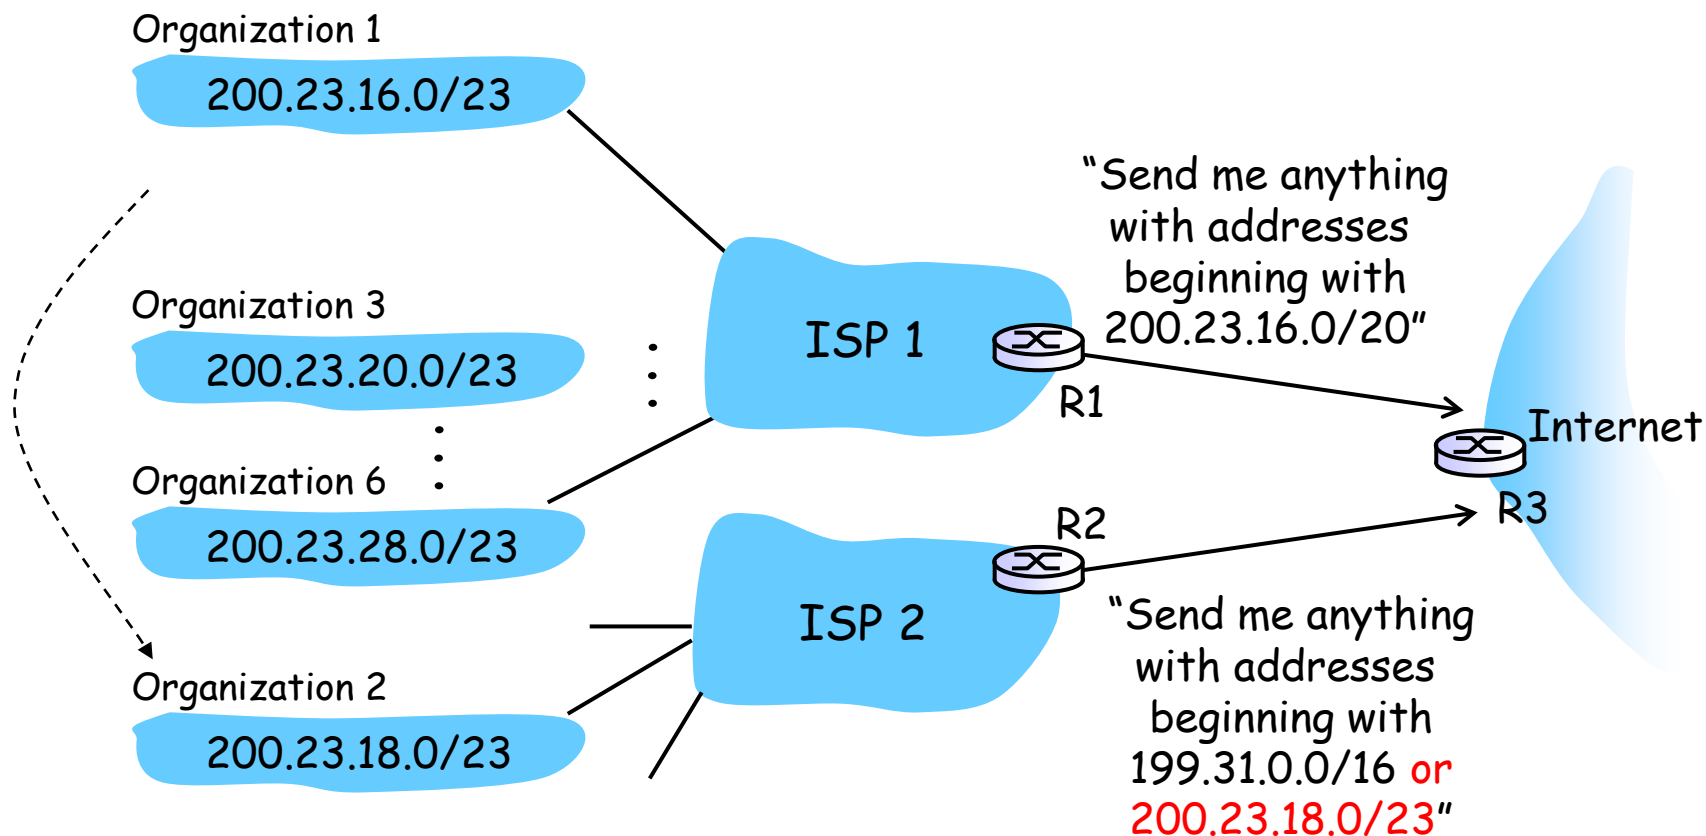 Organization 1
200.23.16.0/23
Organization 3
200.23.20.0/23
Organization 6
200.23.28.0/23
Organization 2
200.23.18.0/23
ISP 1
R1
“Send me anything
with addresses
beginning with
200.23.16.0/20”
ISP 2
R2
“Send me anything
with addresses
beginning with
199.31.0.0/16 or
200.23.18.0/23”
Internet
R3